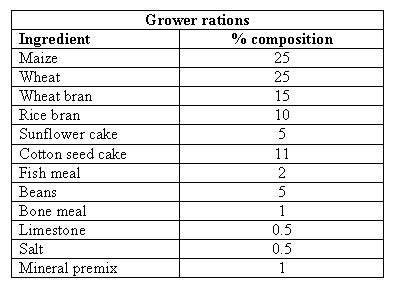 Grower rations
Ingredient % composition
Maize 25
Wheat 25
Wheat bran 15
Rice bran 10
Sunflower cake 5
Cotton seed cake 11
Fish meal 2
Beans 5
Bone meal 1
Limestone 0.5
Salt 0.5
Mineral premix 1